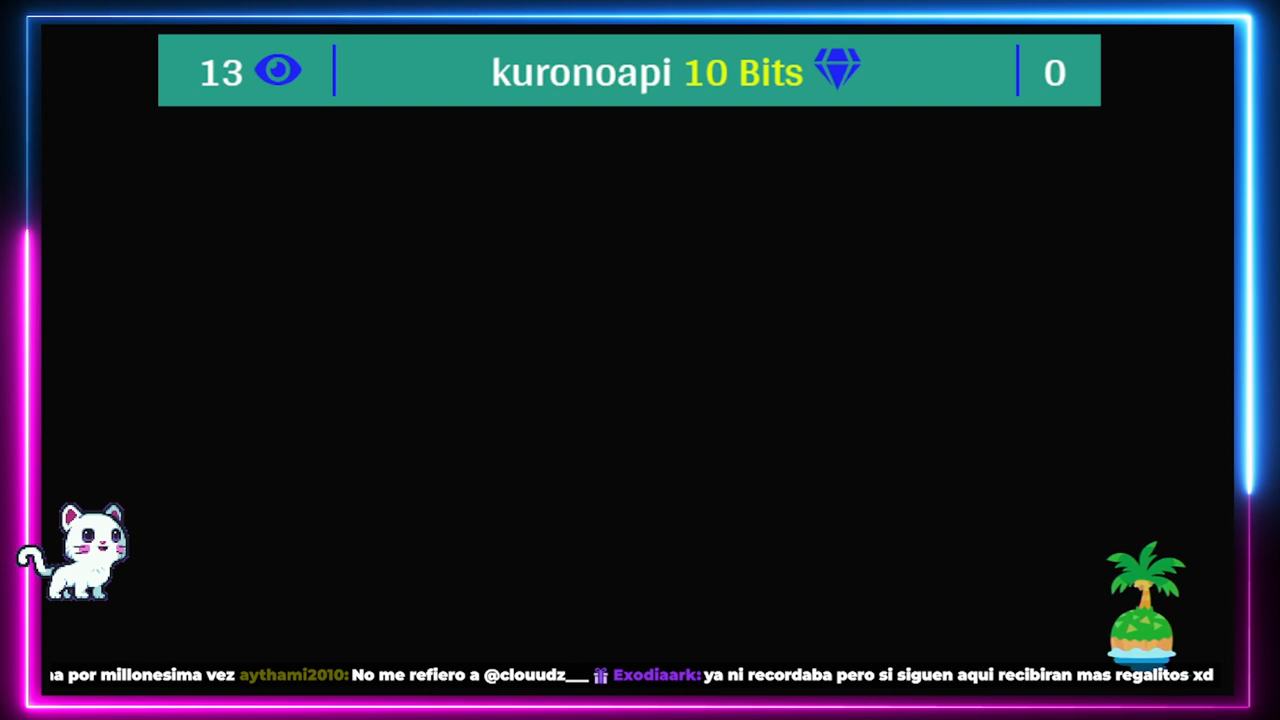 13 kuronoapi 10 Bits 0
por millonesima vez aythami2010: No me refiero a @clouudz___ Exodiaark: ya ni recordaba pero si siguen aqui recibiran mas regalitos xd